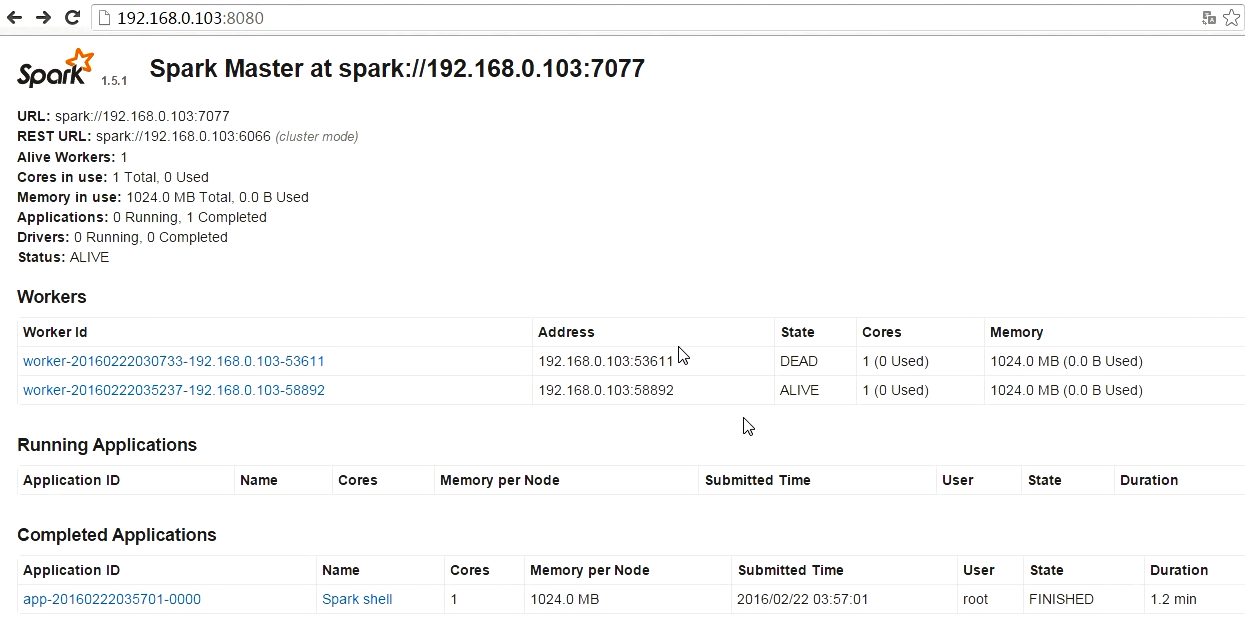 192.168.0.103:8080
Spark 1.5.1 Spark Master at spark://192.168.0.103:7077
URL: spark://192.168.0.103:7077
REST URL: spark://192.168.0.103:6066 (cluster mode)
Alive Workers: 1
Cores in use: 1 Total, 0 Used
Memory in use: 1024.0 MB Total, 0.0 B Used
Applications: 0 Running, 1 Completed
Drivers: 0 Running, 0 Completed
Status: ALIVE
Workers
Worker Id Address State Cores Memory
worker-20160222030733-192.168.0.103-53611 192.168.0.103:53611 DEAD 1 (0 Used) 1024.0 MB (0.0 B Used)
worker-20160222035237-192.168.0.103-58892 192.168.0.103:58892 ALIVE 1 (0 Used) 1024.0 MB (0.0 B Used)
Running Applications
Application ID Name Cores Memory per Node Submitted Time User State Duration
Completed Applications
Application ID Name Cores Memory per Node Submitted Time User State Duration
app-20160222035701-0000 Spark shell 1 1024.0 MB 2016/02/22 03:57:01 root FINISHED 1.2 min